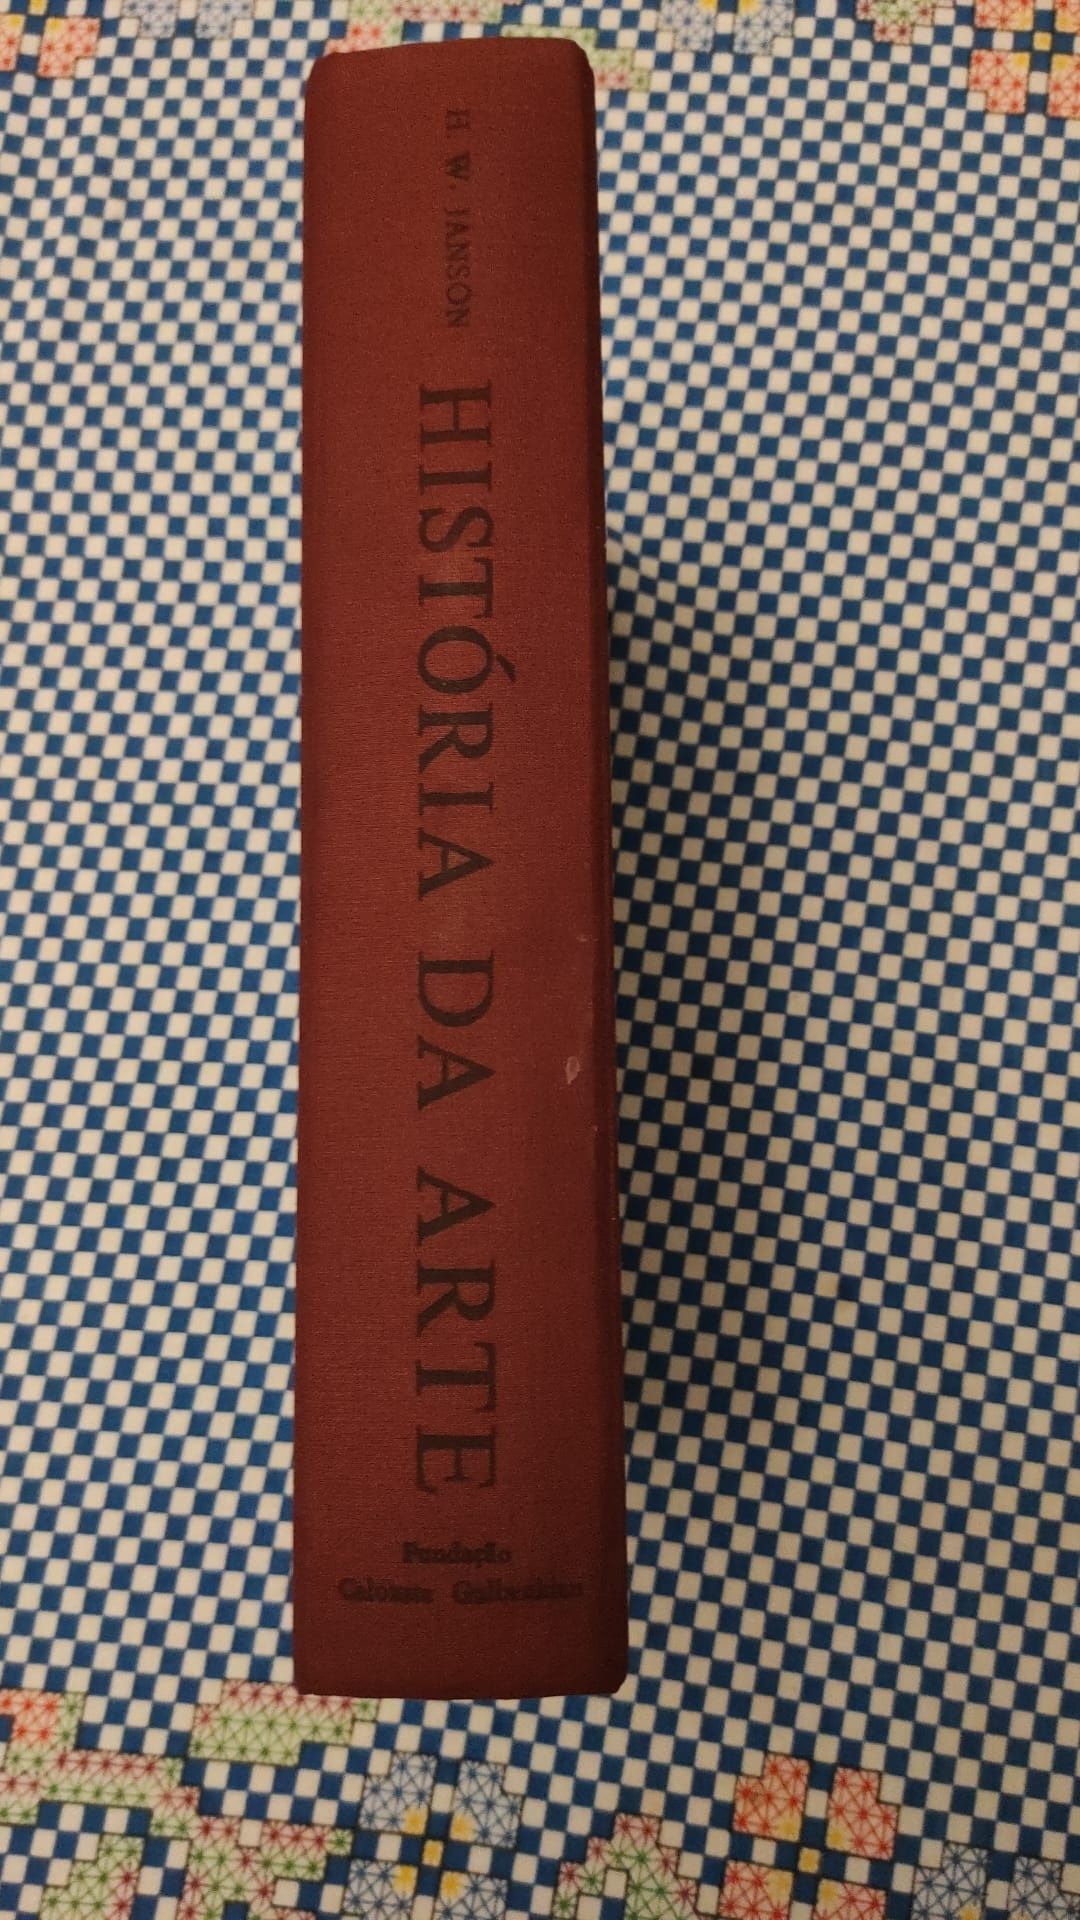 H. W. JANSON
HISTÓRIA DA ARTE
Fundação
Calouste Gulbenkian